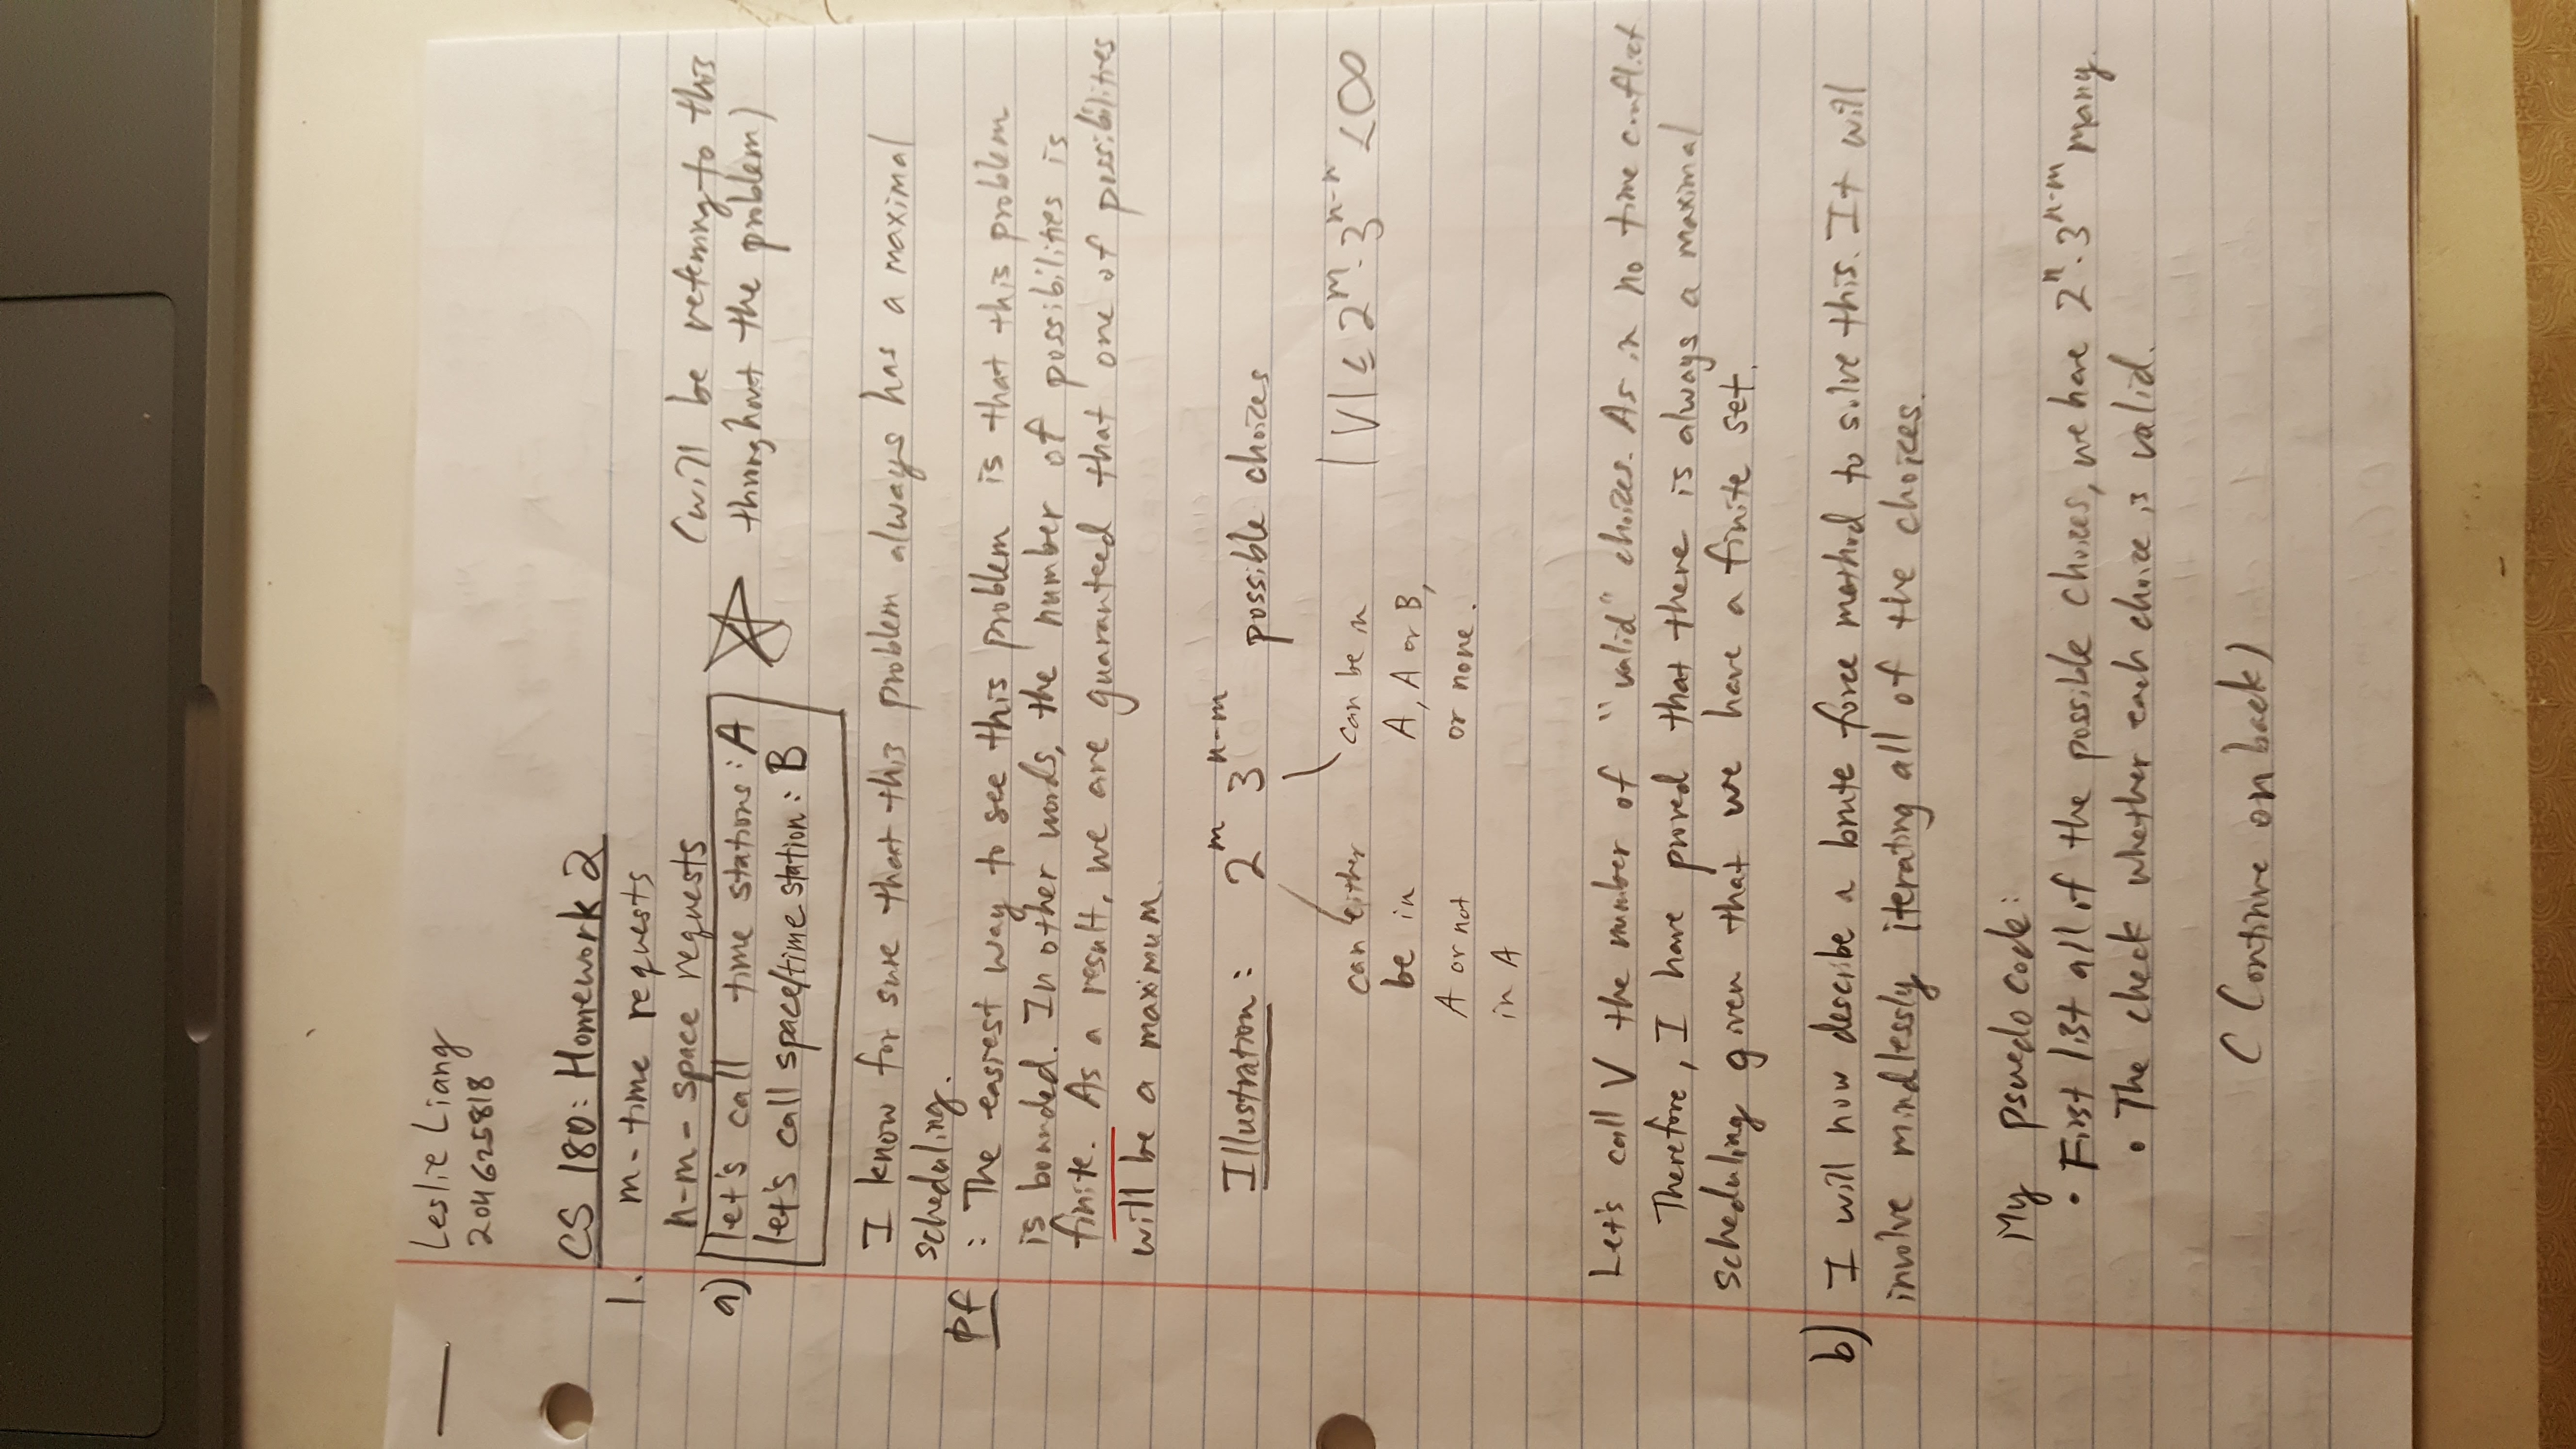 Leslie Liang
204625818
CS 180: Homework 2
1. m-time requests
n-m-space requests
a) let's call time stations: A
let's call space/time station: B
(will be referring to this
throughout the problem)
I know for sure that this problem always has a maximal
scheduling.
pf : The easiest way to see this problem is that this problem
is bounded. In other words, the number of possibilities is
finite. As a result, we are guaranteed that one of possibilities
will be a maximum.
Illustration: 2^m 3^{n-m} possible choices
can either
be in
A or not
in A
can be in
A, A or B,
or none.
|V| ≤ 2^m · 3^{n-n} < ∞
Let's call V the number of "valid" choices. As in no time conflict
Therefore, I have proved that there is always a maximal
scheduling given that we have a finite set.
b) I will now describe a brute force method to solve this. It will
involve mindlessly iterating all of the choices.
My psuedo code:
• First list all of the possible choices, we have 2^n · 3^{n-m} many.
• The check whether each choice is valid.
( Continue on back)